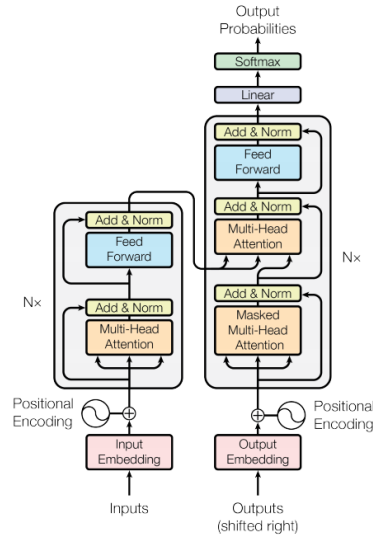 Output
Probabilities
Softmax
Linear
Add & Norm
Feed
Forward
Add & Norm
Multi-Head
Attention
Add & Norm
Masked
Multi-Head
Attention
N×
Add & Norm
Feed
Forward
Add & Norm
Multi-Head
Attention
N×
Positional
Encoding
Positional
Encoding
Input
Embedding
Output
Embedding
Inputs
Outputs
(shifted right)